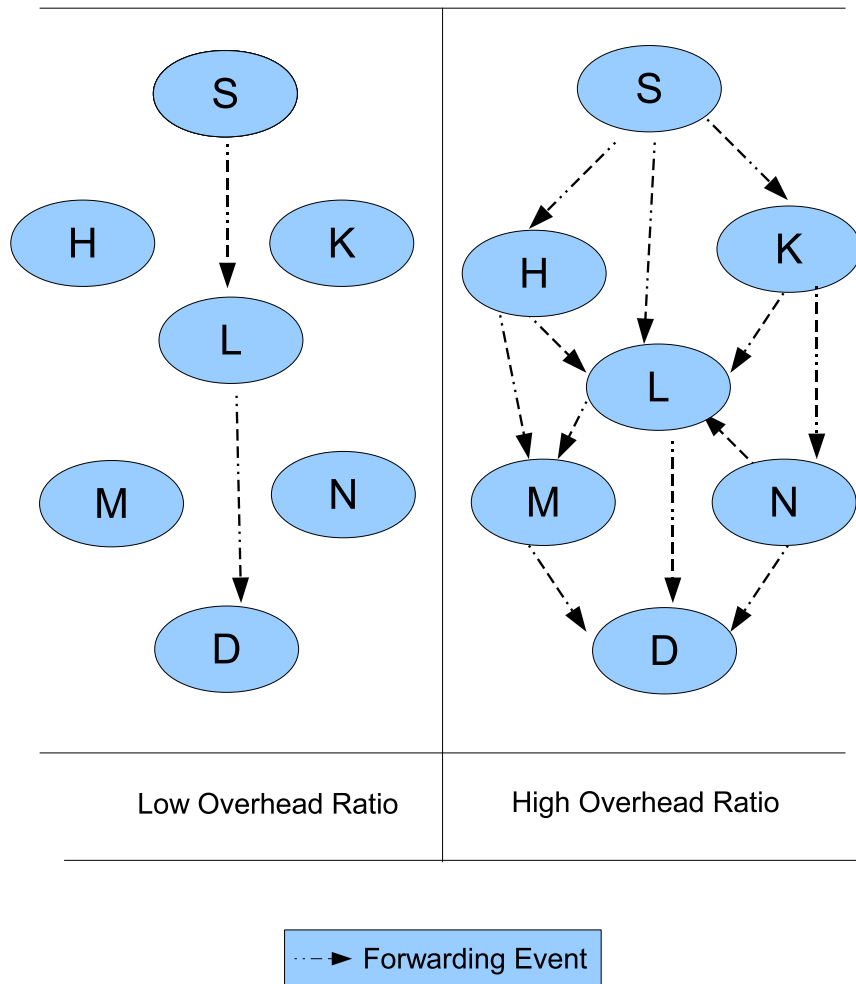 S
H
K
L
M
N
D
S
H
K
L
M
N
D
Low Overhead Ratio
High Overhead Ratio
Forwarding Event